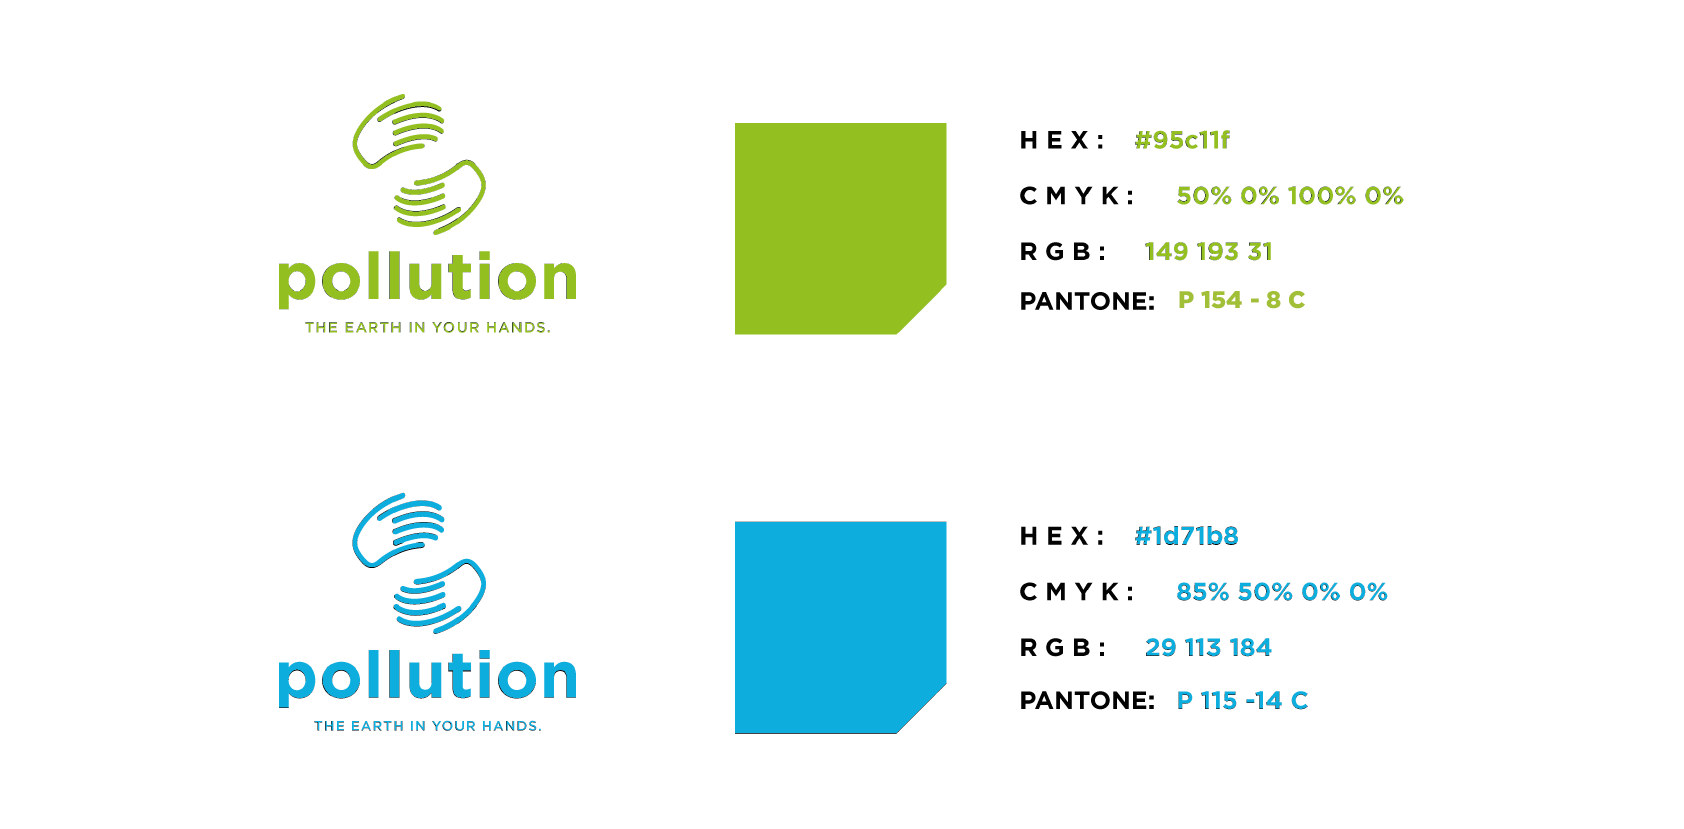 pollution
THE EARTH IN YOUR HANDS.
HEX: #95c11f
CMYK: 50% 0% 100% 0%
RGB: 149 193 31
PANTONE: P 154 - 8 C
pollution
THE EARTH IN YOUR HANDS.
HEX: #1d71b8
CMYK: 85% 50% 0% 0%
RGB: 29 113 184
PANTONE: P 115 -14 C